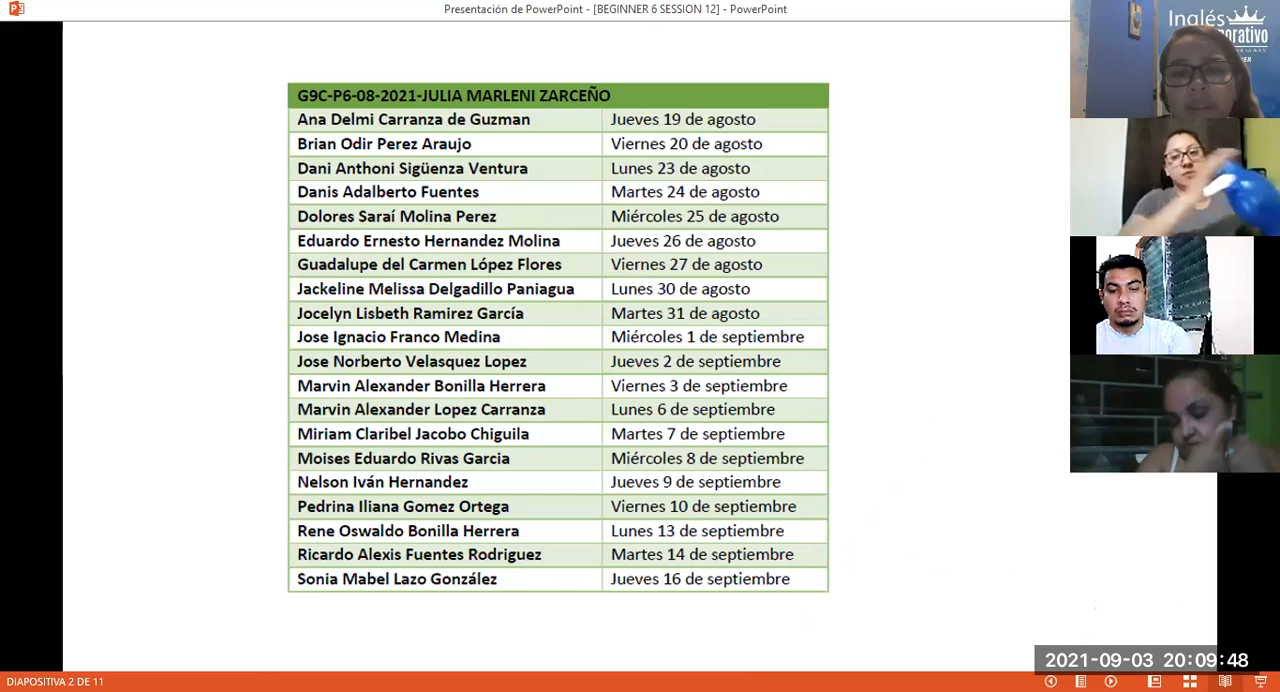 Presentación de PowerPoint - [BEGINNER 6 SESSION 12] - PowerPoint
Inglés
orativo
G9C-P6-08-2021-JULIA MARLENI ZARCEÑO
Ana Delmi Carranza de Guzman Jueves 19 de agosto
Brian Odir Perez Araujo Viernes 20 de agosto
Dani Anthoni Sigüenza Ventura Lunes 23 de agosto
Danis Adalberto Fuentes Martes 24 de agosto
Dolores Saraí Molina Perez Miércoles 25 de agosto
Eduardo Ernesto Hernandez Molina Jueves 26 de agosto
Guadalupe del Carmen López Flores Viernes 27 de agosto
Jackeline Melissa Delgadillo Paniagua Lunes 30 de agosto
Jocelyn Lisbeth Ramirez García Martes 31 de agosto
Jose Ignacio Franco Medina Miércoles 1 de septiembre
Jose Norberto Velasquez Lopez Jueves 2 de septiembre
Marvin Alexander Bonilla Herrera Viernes 3 de septiembre
Marvin Alexander Lopez Carranza Lunes 6 de septiembre
Miriam Claribel Jacobo Chiguila Martes 7 de septiembre
Moises Eduardo Rivas Garcia Miércoles 8 de septiembre
Nelson Iván Hernandez Jueves 9 de septiembre
Pedrina Iliana Gomez Ortega Viernes 10 de septiembre
Rene Oswaldo Bonilla Herrera Lunes 13 de septiembre
Ricardo Alexis Fuentes Rodriguez Martes 14 de septiembre
Sonia Mabel Lazo González Jueves 16 de septiembre
2021-09-03 20:09:48
DIAPOSITIVA 2 DE 11